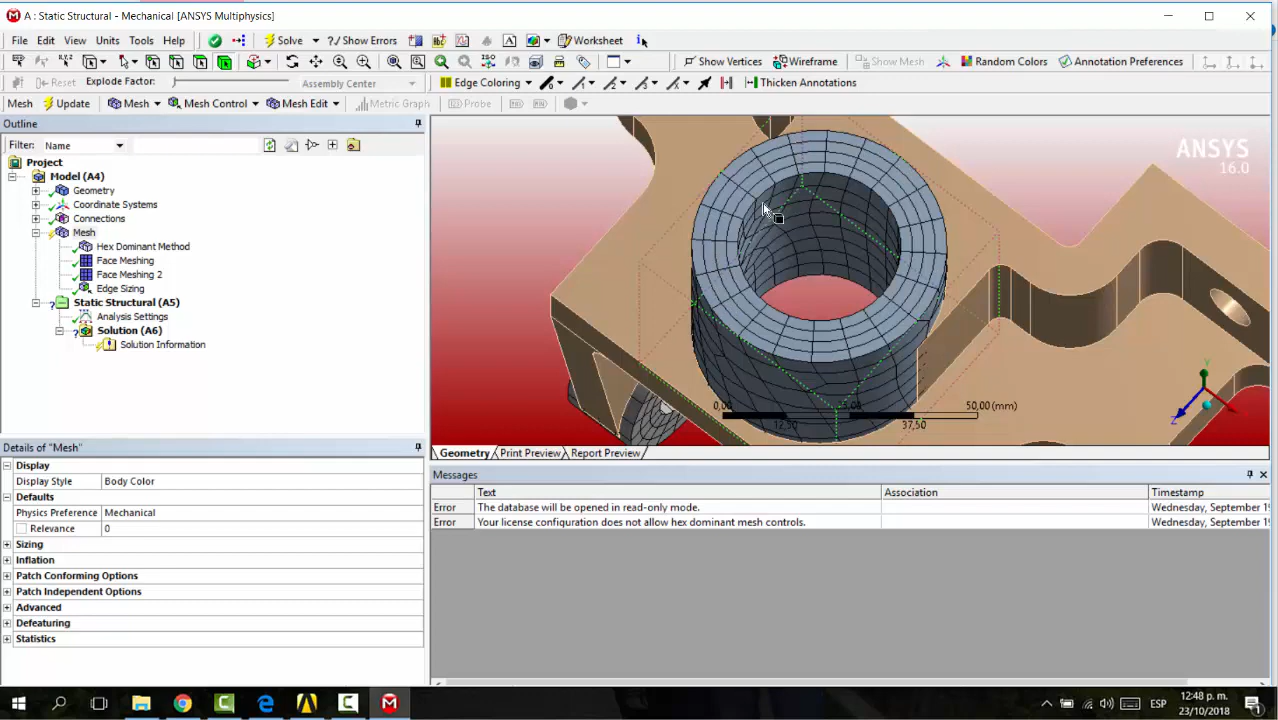 A : Static Structural - Mechanical [ANSYS Multiphysics]
File Edit View Units Tools Help Solve ?/ Show Errors Worksheet
Show Vertices Wireframe Show Mesh Random Colors Annotation Preferences
Reset Explode Factor: Assembly Center Edge Coloring Thicken Annotations
Mesh Update Mesh Mesh Control Mesh Edit Metric Graph Probe
Outline
Filter: Name
Project
Model (A4)
Geometry
Coordinate Systems
Connections
Mesh
Hex Dominant Method
Face Meshing
Face Meshing 2
Edge Sizing
Static Structural (A5)
Analysis Settings
Solution (A6)
Solution Information
ANSYS
16.0
Y
Z
0,00 50,00 (mm)
12,50 37,50
Geometry Print Preview Report Preview
Details of "Mesh"
Display
Display Style Body Color
Defaults
Physics Preference Mechanical
Relevance 0
Sizing
Inflation
Patch Conforming Options
Patch Independent Options
Advanced
Defeaturing
Statistics
Messages
Text Association Timestamp
Error The database will be opened in read-only mode. Wednesday, September 19
Error Your license configuration does not allow hex dominant mesh controls. Wednesday, September 19
ESP
12:48 p. m.
23/10/2018